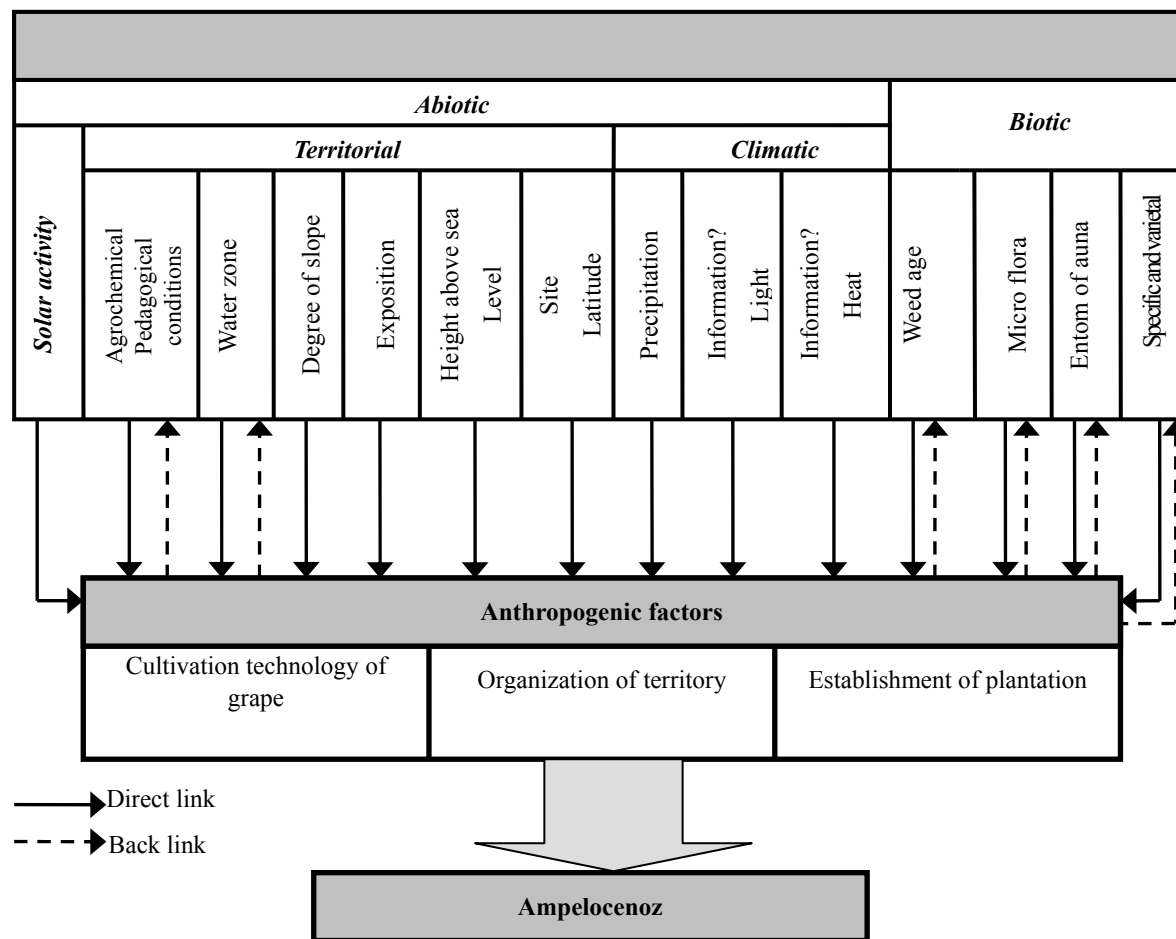 Abiotic
Biotic
Territorial
Climatic
Solar activity
Agrochemical
Pedagogical
conditions
Water zone
Degree of slope
Exposition
Height above sea
Level
Site
Latitude
Precipitation
Information?
Light
Information?
Heat
Weed age
Micro flora
Entom of auna
Specific and varietal
Anthropogenic factors
Cultivation technology of
grape
Organization of territory
Establishment of plantation
Direct link
Back link
Ampelocenoz